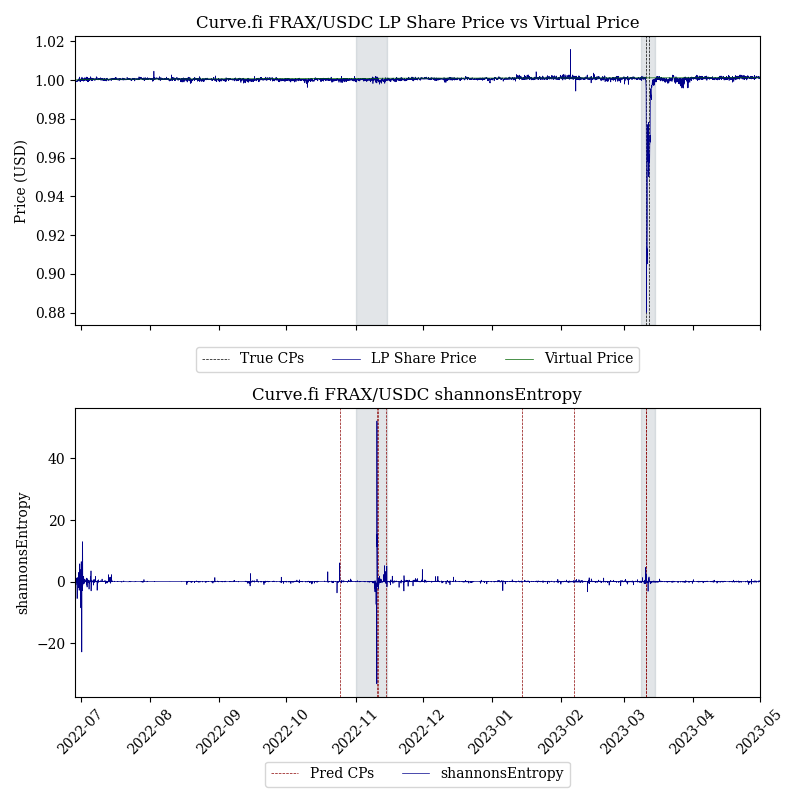 Curve.fi FRAX/USDC LP Share Price vs Virtual Price
1.02
1.00
0.98
0.96
0.94
0.92
0.90
0.88
Price (USD)
True CPs LP Share Price Virtual Price
Curve.fi FRAX/USDC shannonsEntropy
40
20
0
−20
shannonsEntropy
2022-07 2022-08 2022-09 2022-10 2022-11 2022-12 2023-01 2023-02 2023-03 2023-04 2023-05
Pred CPs shannonsEntropy